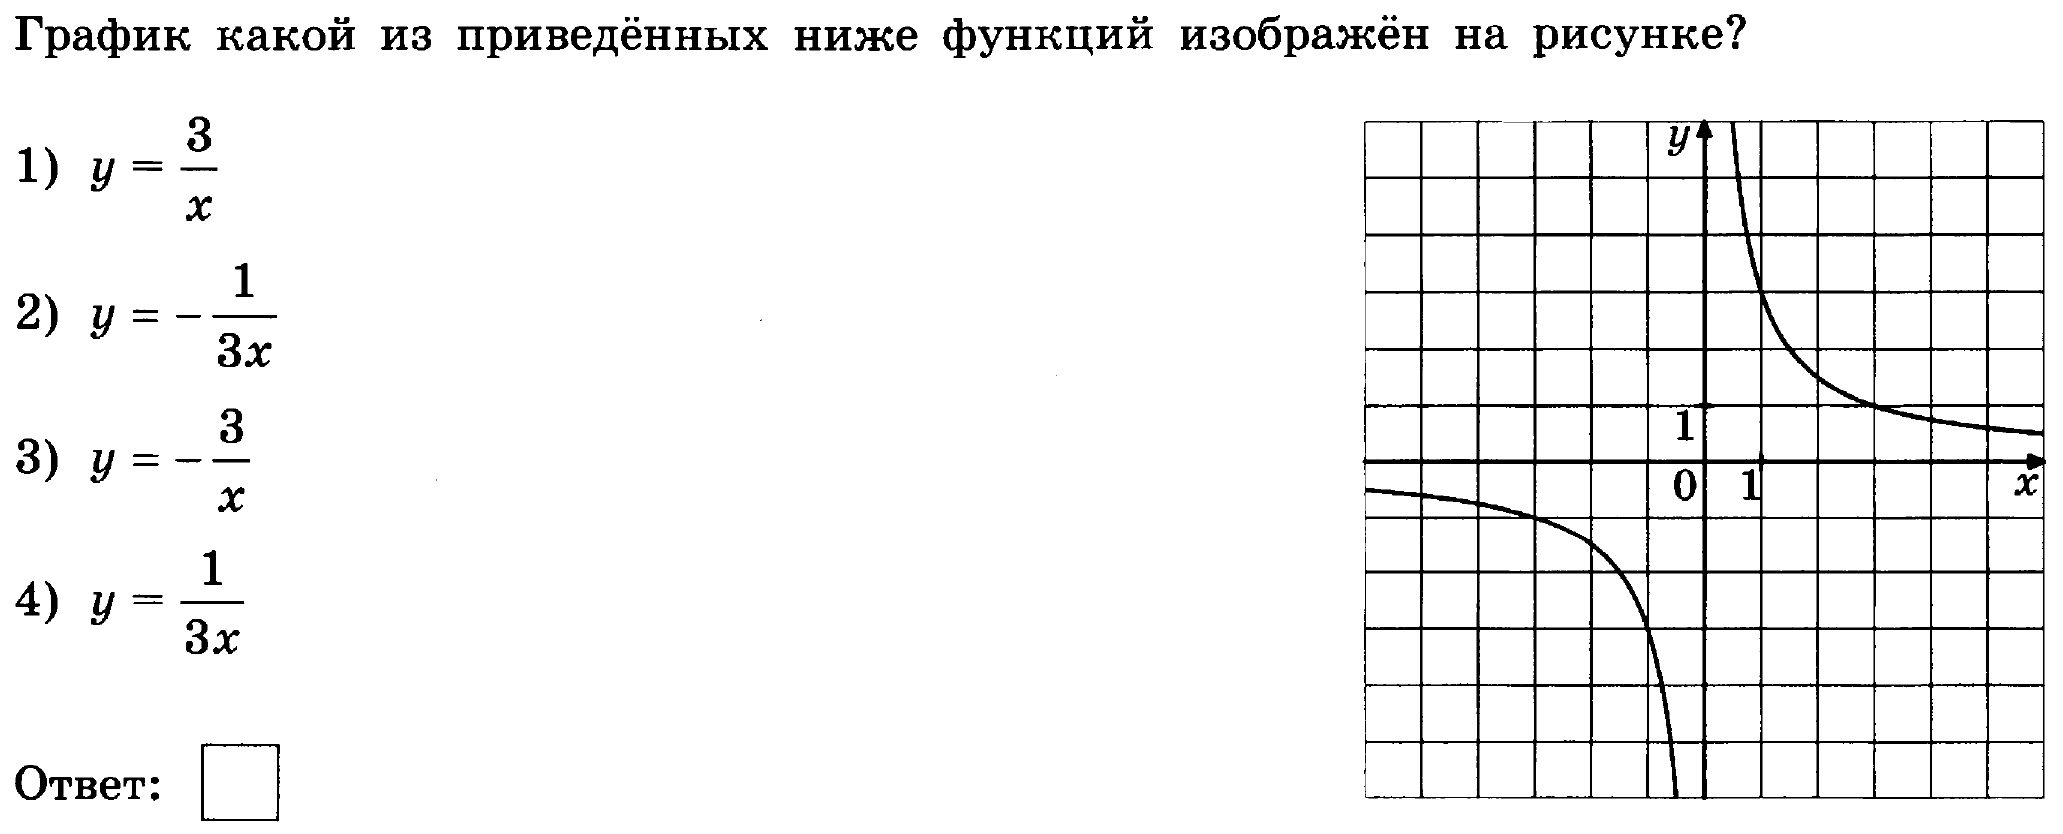 График какой из приведённых ниже функций изображён на рисунке?
1) y = 3/x
2) y = -1/3x
3) y = -3/x
4) y = 1/3x
Ответ:
y
1
0 1 x